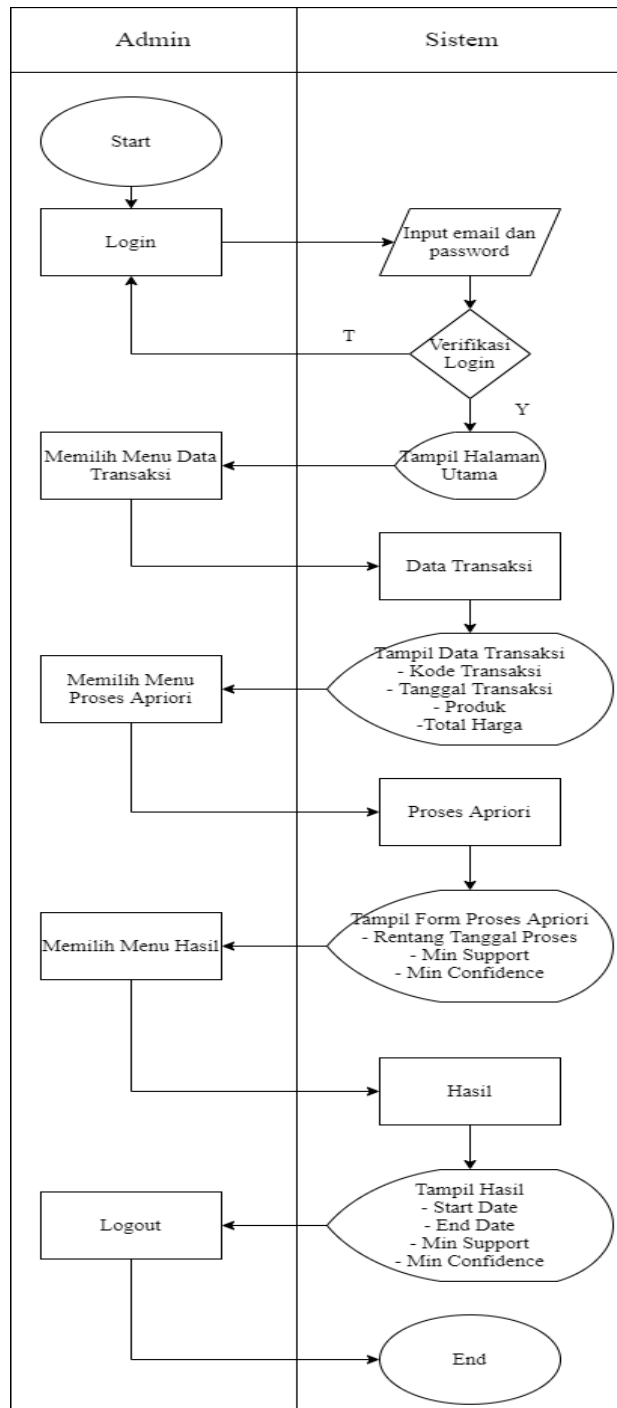 Admin
Sistem
Start
Login
Input email dan
password
Verifikasi
Login
T
Y
Tampil Halaman
Utama
Memilih Menu Data
Transaksi
Data Transaksi
Tampil Data Transaksi
- Kode Transaksi
- Tanggal Transaksi
- Produk
-Total Harga
Memilih Menu
Proses Apriori
Proses Apriori
Tampil Form Proses Apriori
- Rentang Tanggal Proses
- Min Support
- Min Confidence
Memilih Menu Hasil
Hasil
Tampil Hasil
- Start Date
- End Date
- Min Support
- Min Confidence
Logout
End